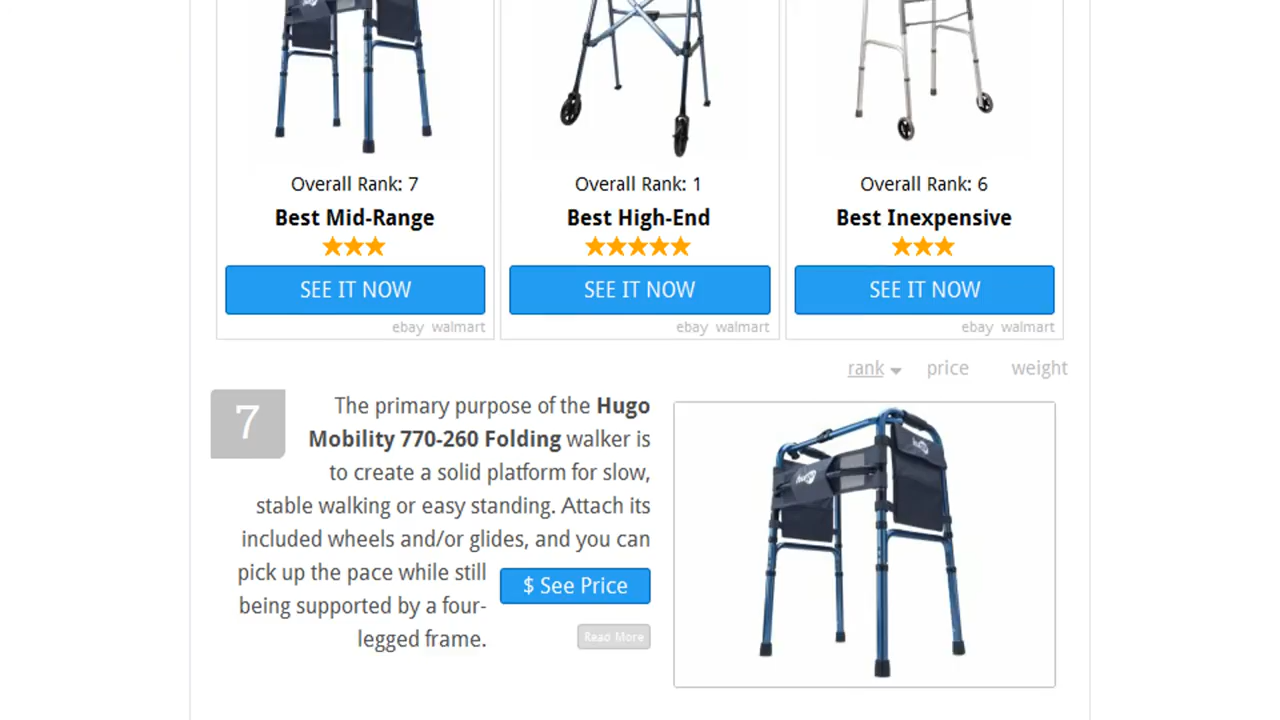 Overall Rank: 7
Best Mid-Range
SEE IT NOW
ebay walmart
Overall Rank: 1
Best High-End
SEE IT NOW
ebay walmart
Overall Rank: 6
Best Inexpensive
SEE IT NOW
ebay walmart
rank price weight
7
The primary purpose of the Hugo
Mobility 770-260 Folding walker is
to create a solid platform for slow,
stable walking or easy standing. Attach its
included wheels and/or glides, and you can
pick up the pace while still
being supported by a four-
legged frame.
$ See Price
Read More